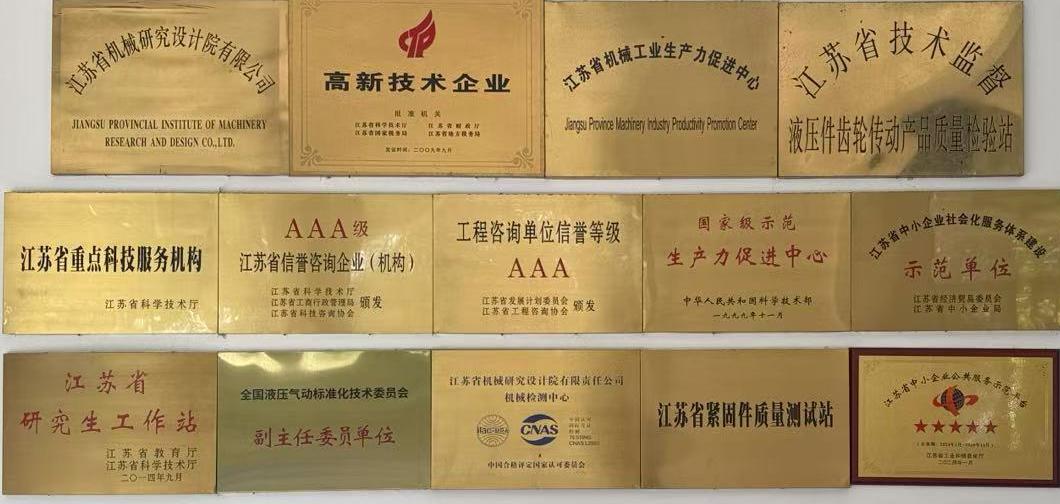 江苏省机械研究设计院有限公司
JIANGSU PROVINCIAL INSTITUTE OF MACHINERY
RESEARCH AND DESIGN CO.,LTD.
高新技术企业
批准机关
江苏省科学技术厅 江苏省财政厅
江苏省国家税务局 江苏省地方税务局
发证时间:二〇〇九年九月
江苏省机械工业生产力促进中心
Jiangsu Province Machinery Industry Productivity Promotion Center
江苏省技术监督
液压件齿轮传动产品质量检验站
江苏省重点科技服务机构
江苏省科学技术厅
AAA级
江苏省信誉咨询企业(机构)
江苏省科学技术厅
江苏省工商行政管理局 颁发
江苏省科技咨询协会
工程咨询单位信誉等级
AAA
江苏省发展计划委员会 颁发
江苏省工程咨询协会
国家级示范
生产力促进中心
中华人民共和国科学技术部
一九九九年十一月
江苏省中小企业社会化服务体系建设
示范单位
江苏省经济贸易委员会
江苏省中小企业局
江苏省
研究生工作站
江苏省教育厅
江苏省科学技术厅
二〇一四年九月
全国液压气动标准化技术委员会
副主任委员单位
江苏省机械研究设计院有限责任公司
机械检测中心
ilac-MRA
CNAS
中国认可
检测
TESTING
中国合格评定国家认可委员会
江苏省紧固件质量测试站
江苏省中小企业公共服务示范平台
江苏省工业和信息化厅